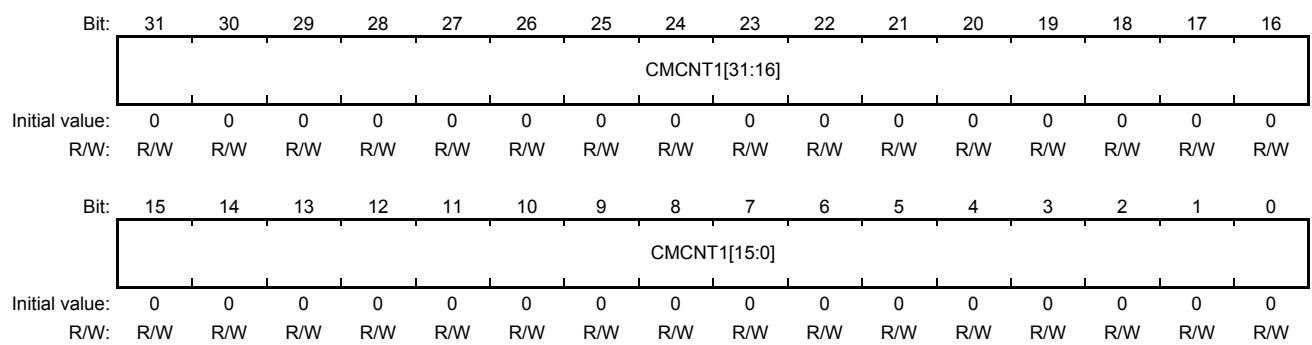 Bit: 31 30 29 28 27 26 25 24 23 22 21 20 19 18 17 16
CMCNT1[31:16]
Initial value: 0 0 0 0 0 0 0 0 0 0 0 0 0 0 0 0
R/W: R/W R/W R/W R/W R/W R/W R/W R/W R/W R/W R/W R/W R/W R/W R/W R/W
Bit: 15 14 13 12 11 10 9 8 7 6 5 4 3 2 1 0
CMCNT1[15:0]
Initial value: 0 0 0 0 0 0 0 0 0 0 0 0 0 0 0 0
R/W: R/W R/W R/W R/W R/W R/W R/W R/W R/W R/W R/W R/W R/W R/W R/W R/W